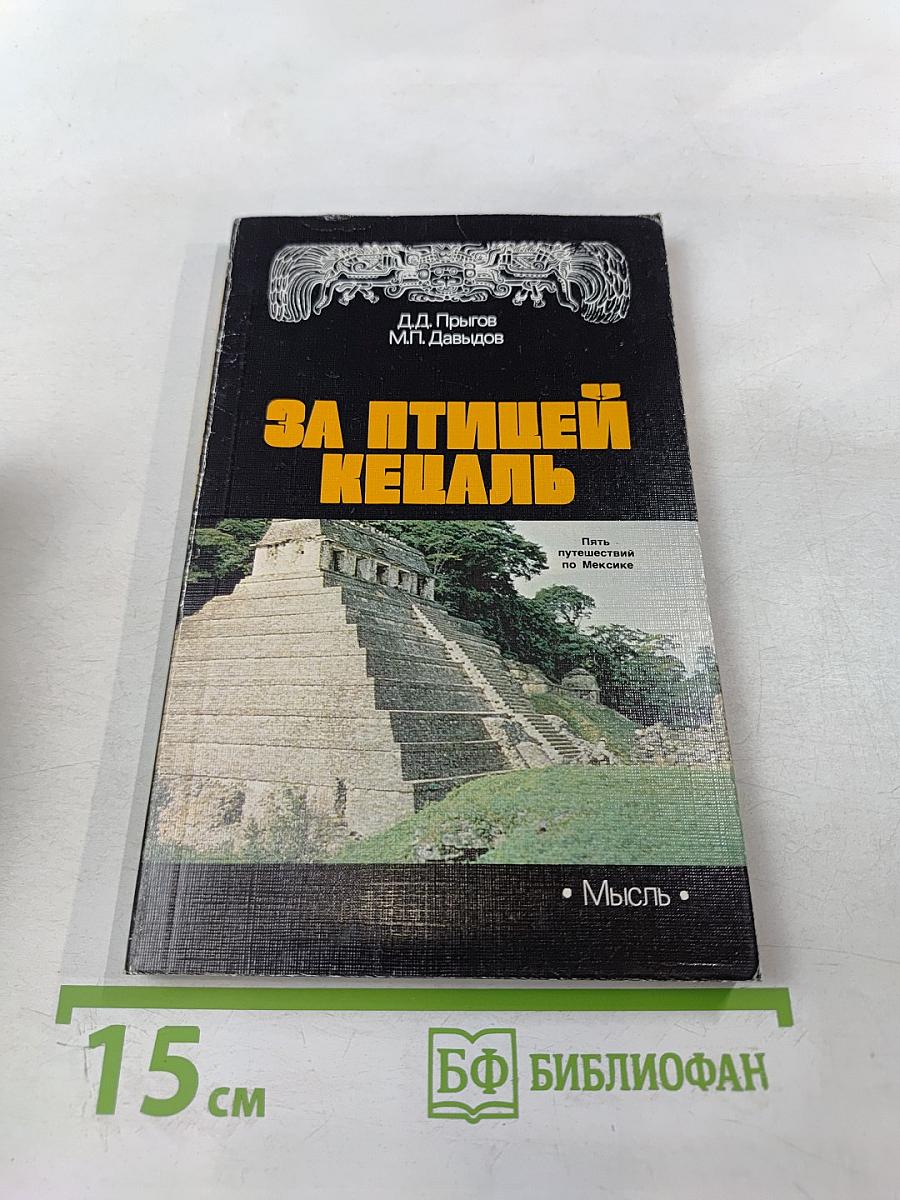 Д.Д. Прыгов
М.П. Давыдов
ЗА ПТИЦЕЙ
КЕЦАЛЬ
Пять
путешествий
по Мексике
• Мысль •
15 см
БФ БИБЛИОФАН